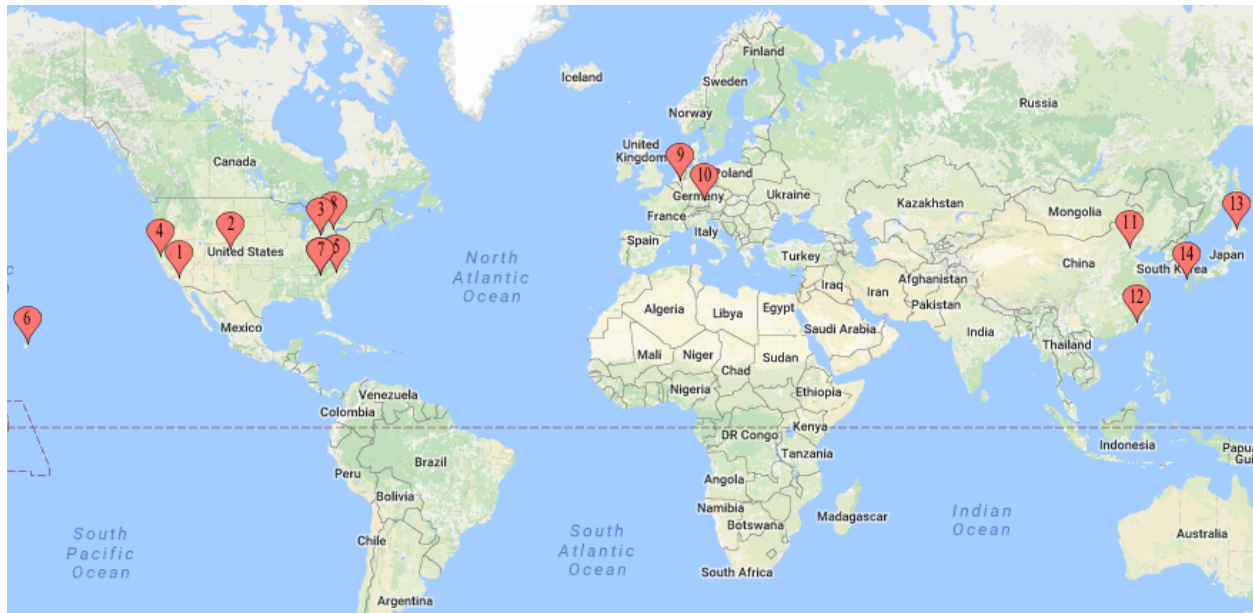 Iceland
Finland
Sweden
Norway
Russia
Canada
United
Kingdom
9
10
Poland
Germany
Ukraine
Kazakhstan
Mongolia
France
Italy
Spain
Turkey
3
8
2
4
1
United States
7
5
11
13
14
12
China
South Korea
Japan
North
Atlantic
Ocean
Afghanistan
Iraq
Iran
Pakistan
Algeria
Libya
Egypt
Saudi Arabia
India
Thailand
6
Mexico
Mali
Niger
Sudan
Chad
Nigeria
Ethiopia
Venezuela
Colombia
DR Congo
Kenya
Tanzania
Indonesia
Papua
Gui
Brazil
Peru
Bolivia
Angola
Namibia
Botswana
Madagascar
Indian
Ocean
Australia
South
Pacific
Ocean
Chile
South
Atlantic
Ocean
South Africa
Argentina
c